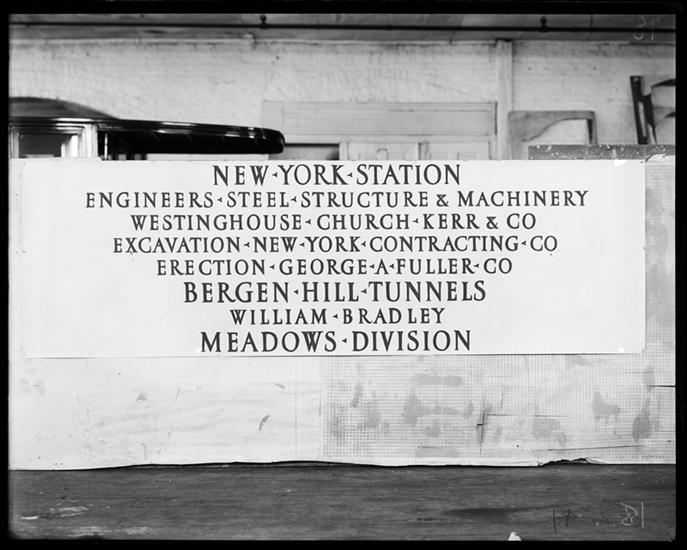 NEW·YORK·STATION
ENGINEERS·STEEL·STRUCTURE & MACHINERY
WESTINGHOUSE·CHURCH·KERR & CO
EXCAVATION·NEW·YORK·CONTRACTING·CO
ERECTION·GEORGE·A·FULLER·CO
BERGEN·HILL·TUNNELS
WILLIAM·BRADLEY
MEADOWS·DIVISION